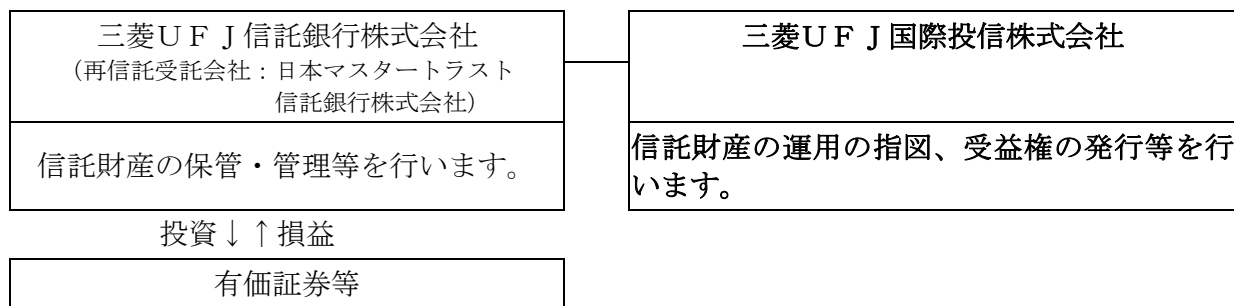 三菱ＵＦＪ信託銀行株式会社
（再信託受託会社：日本マスタートラスト
信託銀行株式会社）
信託財産の保管・管理等を行います。
三菱ＵＦＪ国際投信株式会社
信託財産の運用の指図、受益権の発行等を行
います。
投資↓↑損益
有価証券等